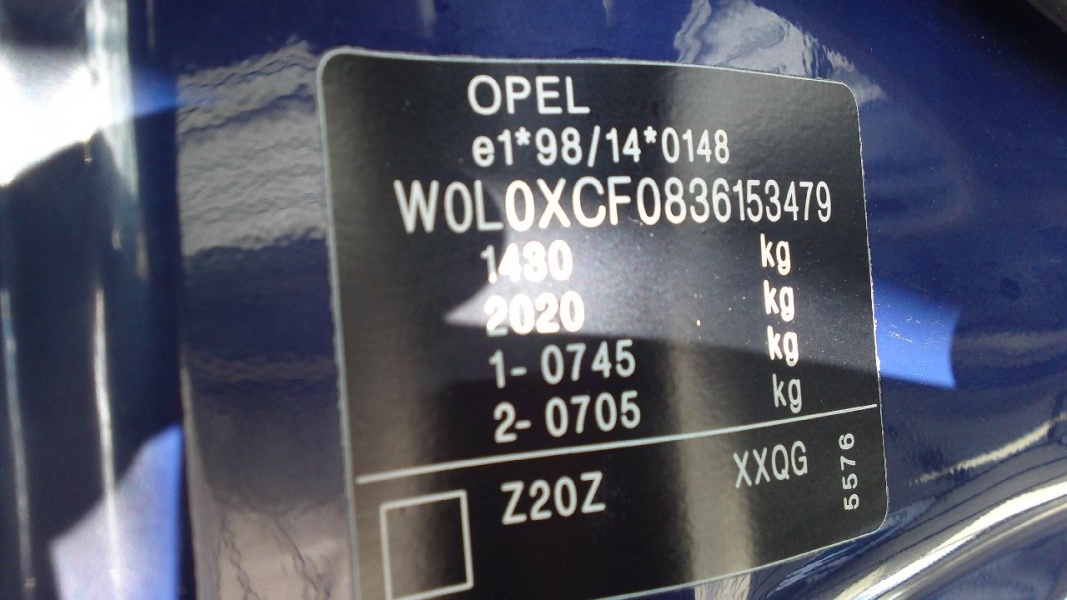 OPEL
e1*98/14*0148
W0L0XCF0836153479
1430 kg
2020 kg
1- 0745 kg
2- 0705 kg
Z20Z XXQG 5576